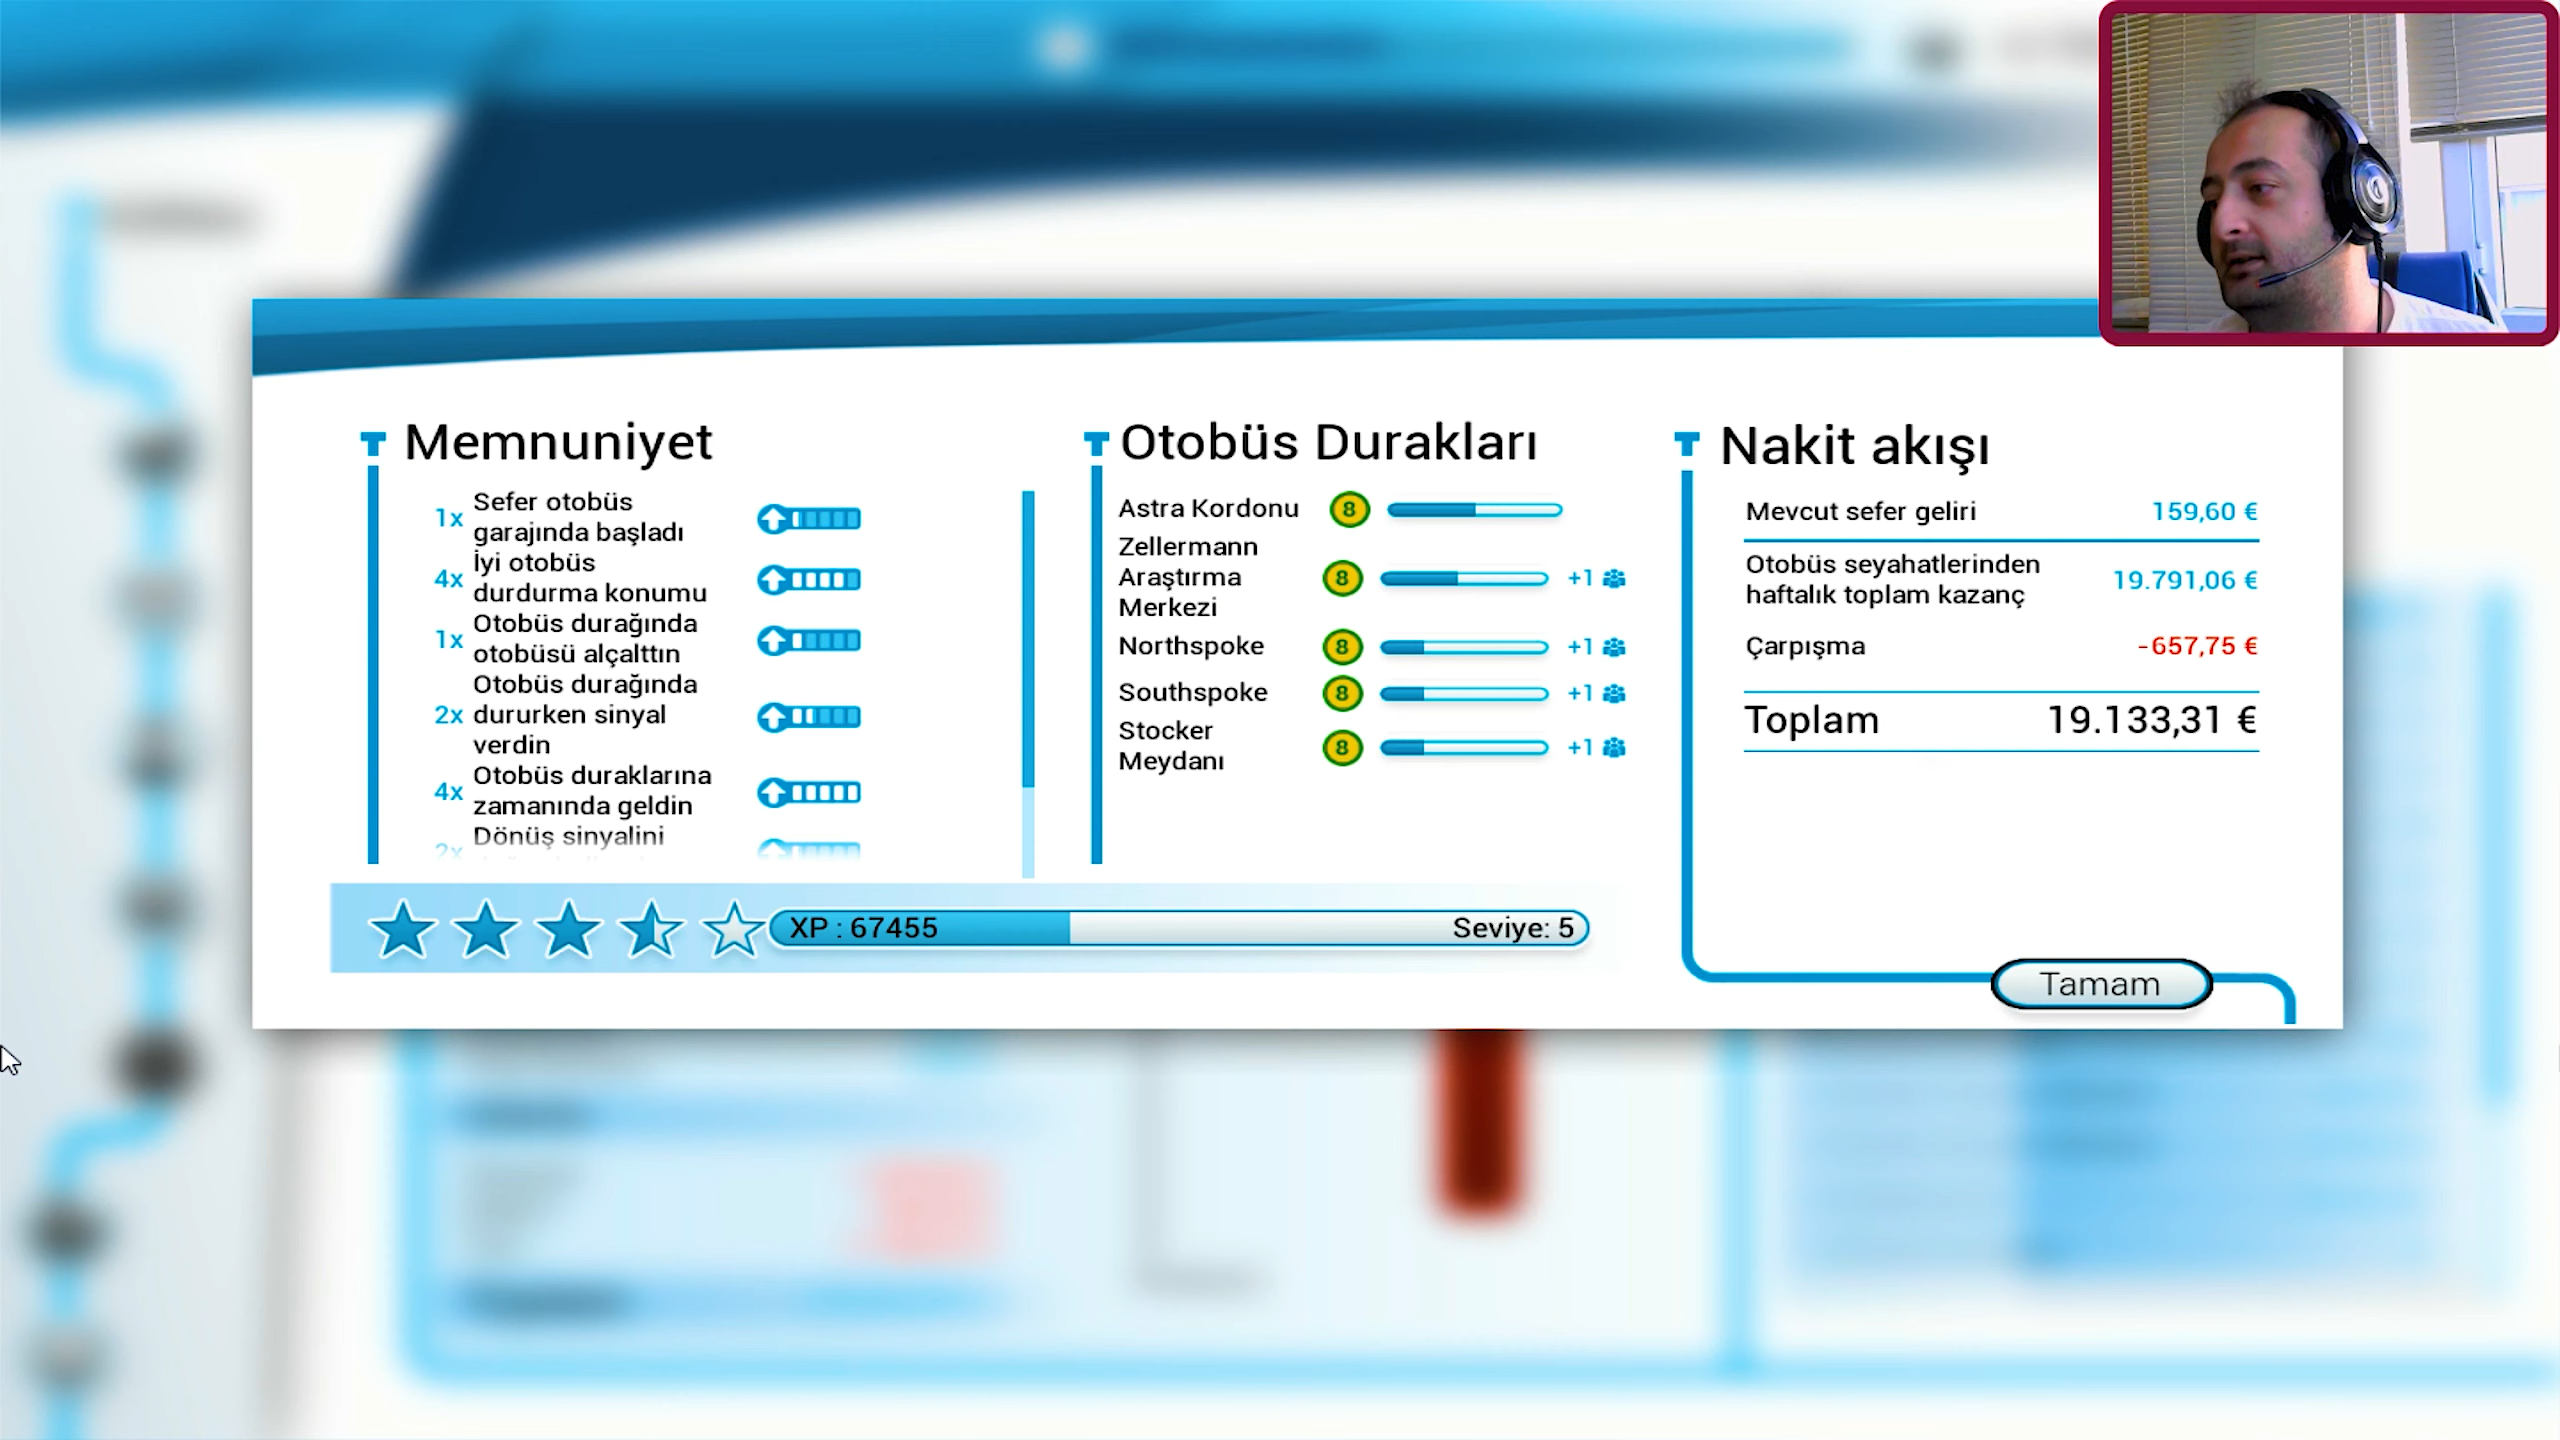 Memnuniyet
1x Sefer otobüs
garajında başladı
4x İyi otobüs
durdurma konumu
1x Otobüs durağında
otobüsü alçalttın
2x Otobüs durağında
dururken sinyal
verdin
4x Otobüs duraklarına
zamanında geldin
2x Dönüş sinyalini
XP : 67455 Seviye: 5
Otobüs Durakları
Astra Kordonu 8
Zellermann
Araştırma
Merkezi 8 +1
Northspoke 8 +1
Southspoke 8 +1
Stocker
Meydanı 8 +1
Nakit akışı
Mevcut sefer geliri 159,60 €
Otobüs seyahatlerinden
haftalık toplam kazanç 19.791,06 €
Çarpışma -657,75 €
Toplam 19.133,31 €
Tamam